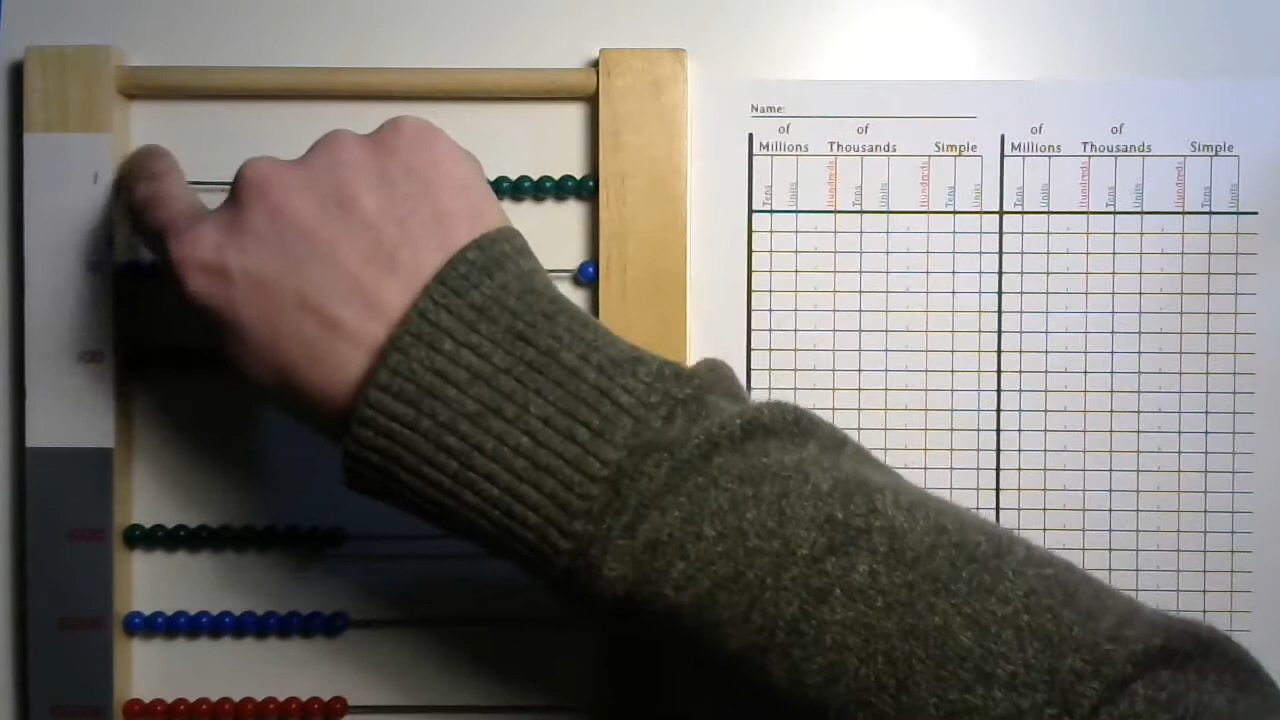 Name:
of of of of
Millions Thousands Simple Millions Thousands Simple
Tens Units Hundreds Tens Units Hundreds Tens Units Tens Units Hundreds Tens Units Hundreds Tens Units
1